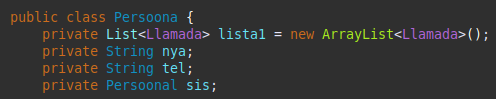 public class Persoona {
    private List<Llamada> lista1 = new ArrayList<Llamada>();
    private String nya;
    private String tel;
    private Persoonal sis;